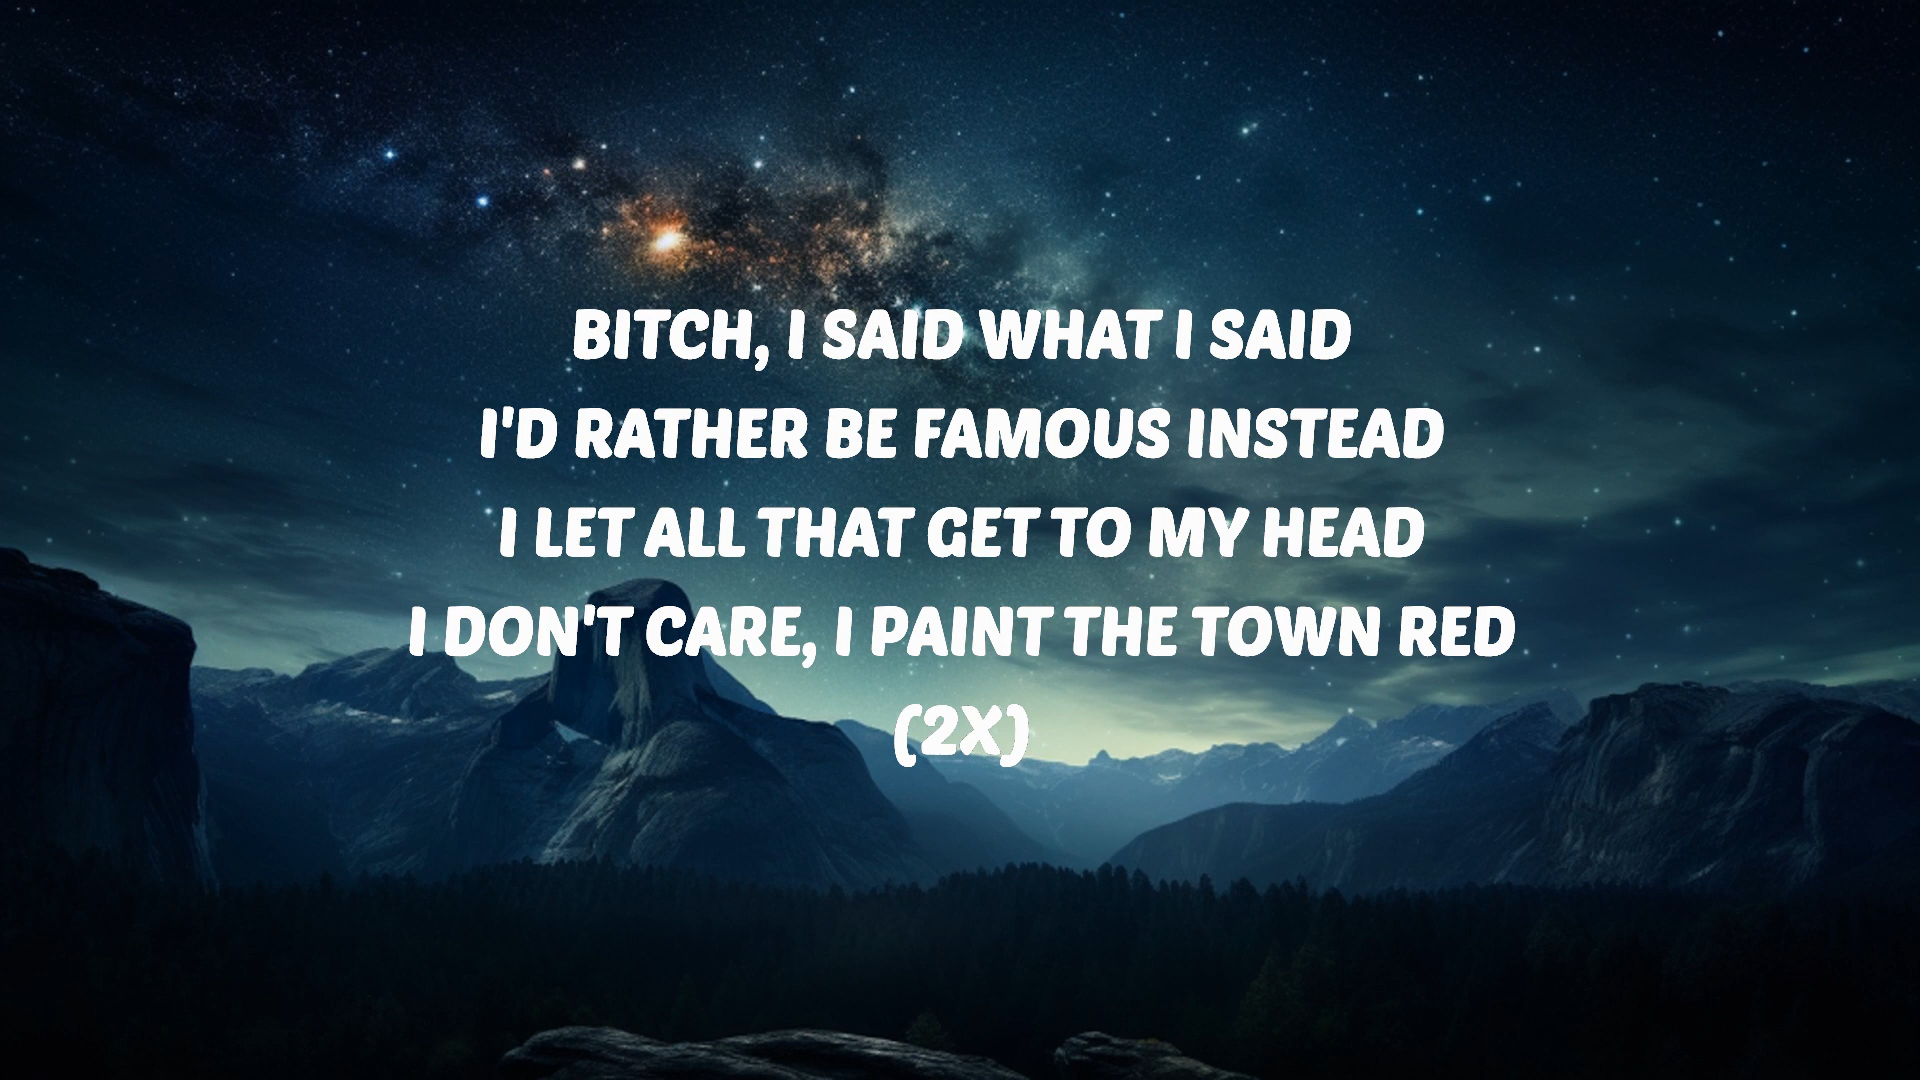 BITCH, I SAID WHAT I SAID
I'D RATHER BE FAMOUS INSTEAD
I LET ALL THAT GET TO MY HEAD
I DON'T CARE, I PAINT THE TOWN RED
(2X)